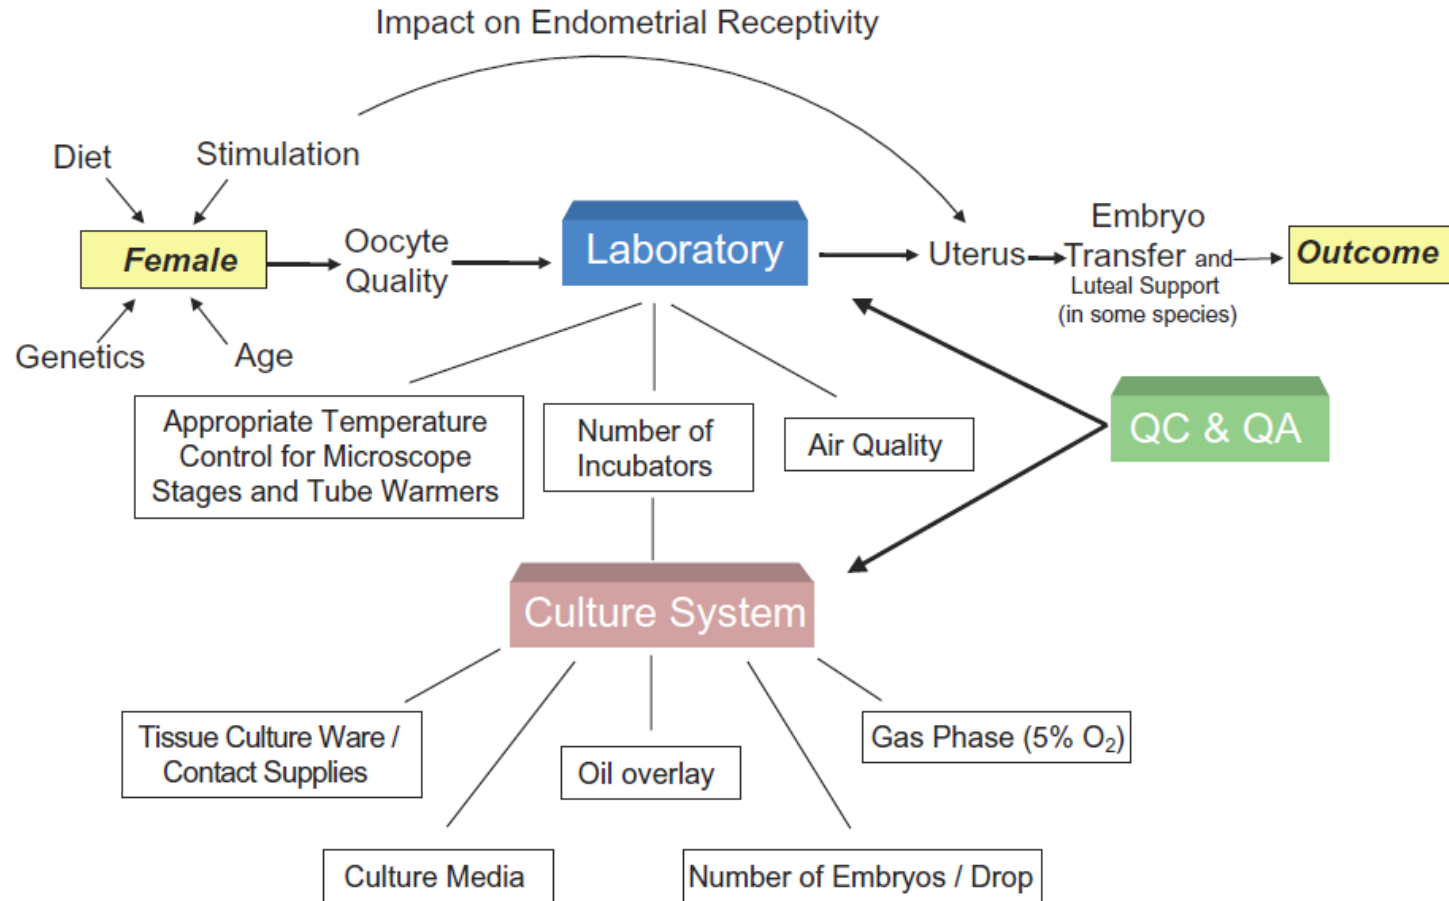 Impact on Endometrial Receptivity
Diet
Stimulation
Female
Genetics
Age
Oocyte
Quality
Laboratory
Uterus
Embryo
Transfer and
Luteal Support
(in some species)
Outcome
Appropriate Temperature
Control for Microscope
Stages and Tube Warmers
Number of
Incubators
Air Quality
QC & QA
Culture System
Tissue Culture Ware /
Contact Supplies
Culture Media
Oil overlay
Number of Embryos / Drop
Gas Phase (5% O₂)